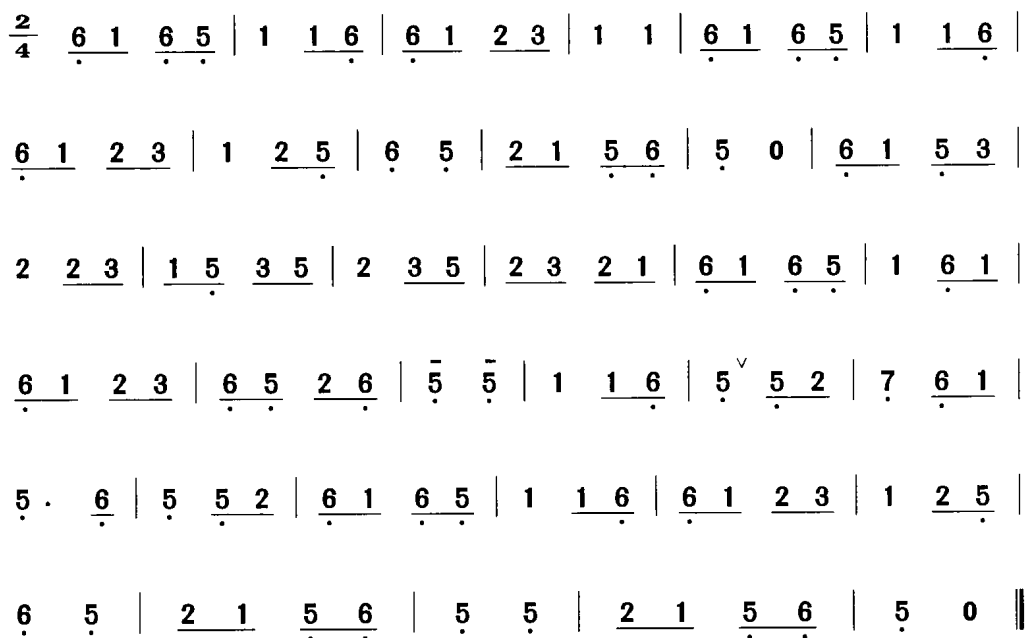 2/4 6̣ 1 6̣ 5̣ | 1 1 6̣ | 6̣ 1 2 3 | 1 1 | 6̣ 1 6̣ 5̣ | 1 1 6̣ |
6̣ 1 2 3 | 1 2 5̣ | 6̣ 5̣ | 2 1 5̣ 6̣ | 5̣ 0 | 6̣ 1 5̣ 3 |
2 2 3 | 1 5̣ 3 5 | 2 3 5 | 2 3 2 1 | 6̣ 1 6̣ 5̣ | 1 6̣ 1 |
6̣ 1 2 3 | 6̣ 5̣ 2 6̣ | 5̣̄ 5̣̄ | 1 1 6̣ | 5̣ ˅ 5̣ 2 | 7̣ 6̣ 1 |
5̣ · 6̣ | 5̣ 5̣ 2 | 6̣ 1 6̣ 5̣ | 1 1 6̣ | 6̣ 1 2 3 | 1 2 5̣ |
6̣ 5̣ | 2 1 5̣ 6̣ | 5̣ 5̣ | 2 1 5̣ 6̣ | 5̣ 0 ‖